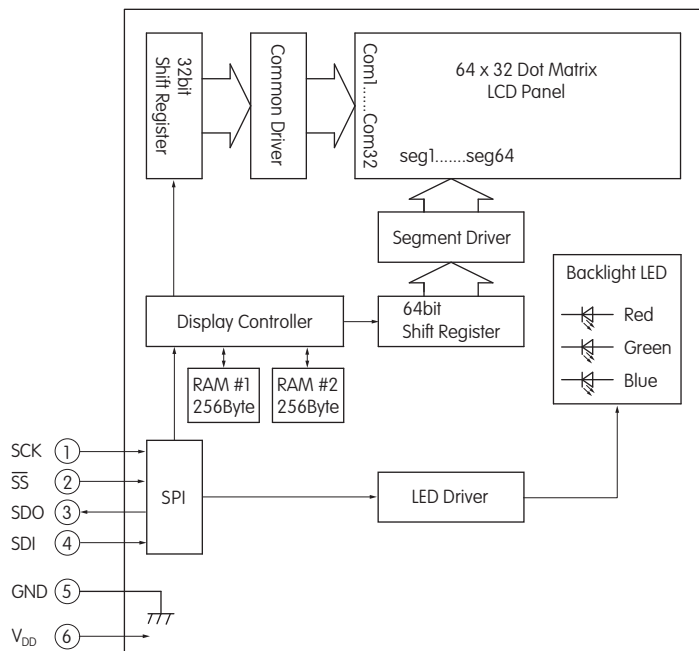 32bit
Shift Register
Common Driver
Com1......Com32
64 x 32 Dot Matrix
LCD Panel
seg1.......seg64
Segment Driver
Backlight LED
Red
Green
Blue
Display Controller
64bit
Shift Register
RAM #1
256Byte
RAM #2
256Byte
SCK 1
SS 2
SDO 3
SDI 4
SPI
LED Driver
GND 5
VDD 6